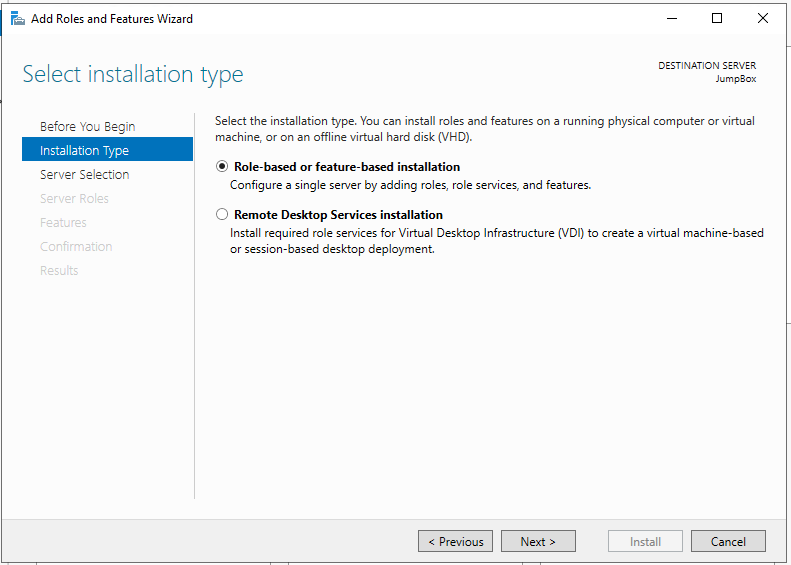 Add Roles and Features Wizard
Select installation type
DESTINATION SERVER
JumpBox
Before You Begin
Installation Type
Server Selection
Server Roles
Features
Confirmation
Results
Select the installation type. You can install roles and features on a running physical computer or virtual
machine, or on an offline virtual hard disk (VHD).
Role-based or feature-based installation
Configure a single server by adding roles, role services, and features.
Remote Desktop Services installation
Install required role services for Virtual Desktop Infrastructure (VDI) to create a virtual machine-based
or session-based desktop deployment.
< Previous
Next >
Install
Cancel